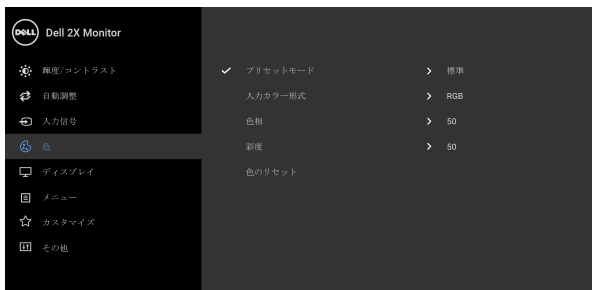 DELL
Dell 2X Monitor
輝度/コントラスト
自動調整
入力信号
色
ディスプレイ
メニュー
カスタマイズ
その他
プリセットモード 標準
入力カラー形式 RGB
色相 50
彩度 50
色のリセット